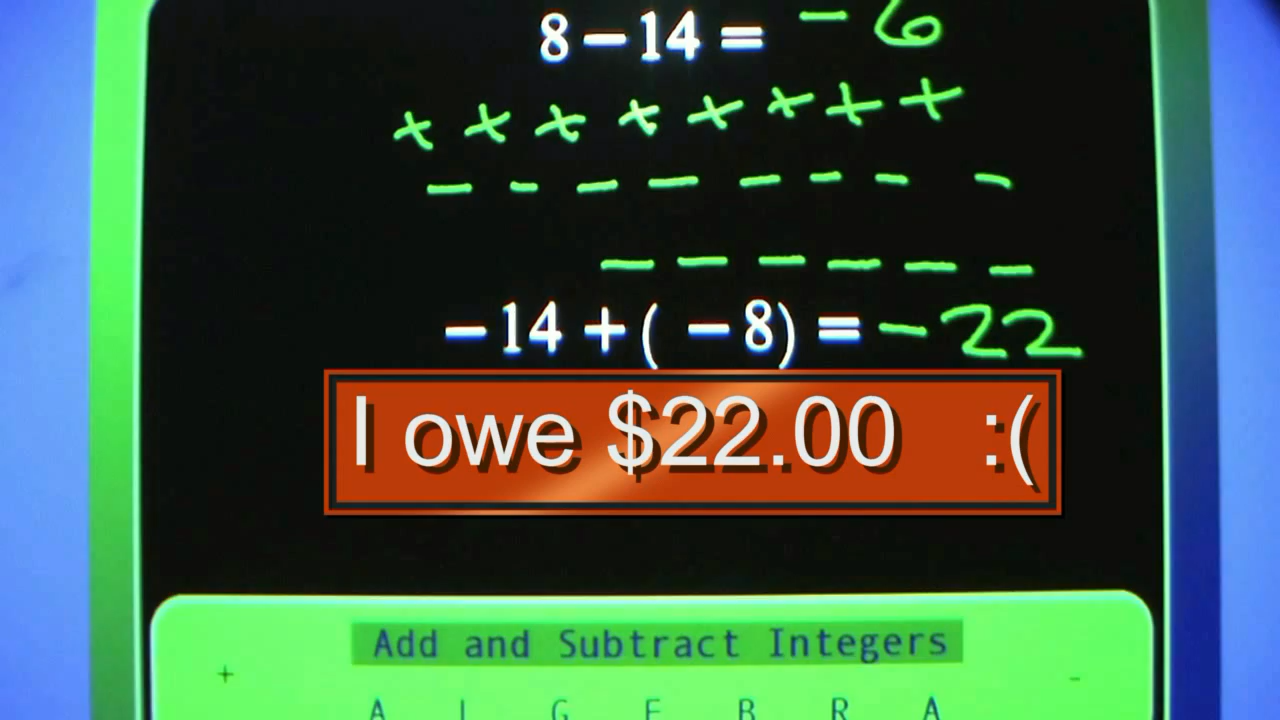 8 − 14 = − 6
+ + + + + + + +
− − − − − − − −
− − − − − −
− 14 + ( − 8) = − 22
I owe $22.00 :(
Add and Subtract Integers
+ −
A L G E B R A